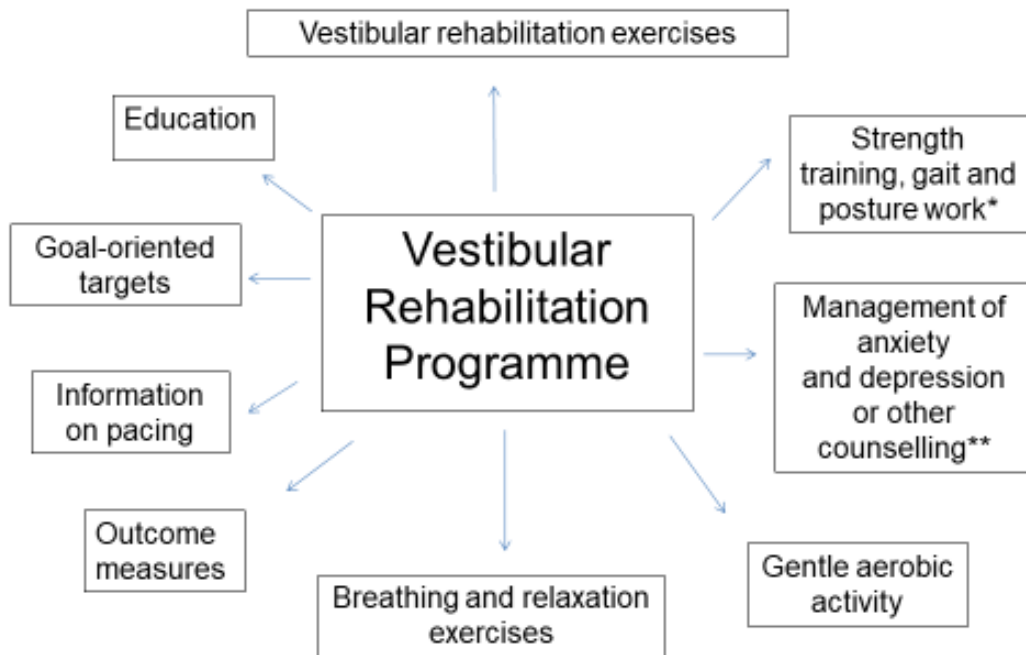 Vestibular rehabilitation exercises
Education
Strength
training, gait and
posture work*
Goal-oriented
targets
Vestibular
Rehabilitation
Programme
Management of
anxiety
and depression
or other
counselling**
Information
on pacing
Outcome
measures
Breathing and relaxation
exercises
Gentle aerobic
activity